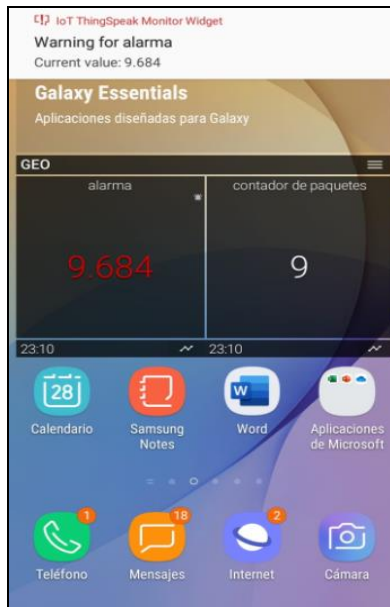 IoT ThingSpeak Monitor Widget
Warning for alarma
Current value: 9.684
Galaxy Essentials
Aplicaciones diseñadas para Galaxy
GEO
alarma
contador de paquetes
9.684
9
23:10
23:10
28
W
Calendario
Samsung
Notes
Word
Aplicaciones
de Microsoft
1
18
2
Teléfono
Mensajes
Internet
Cámara